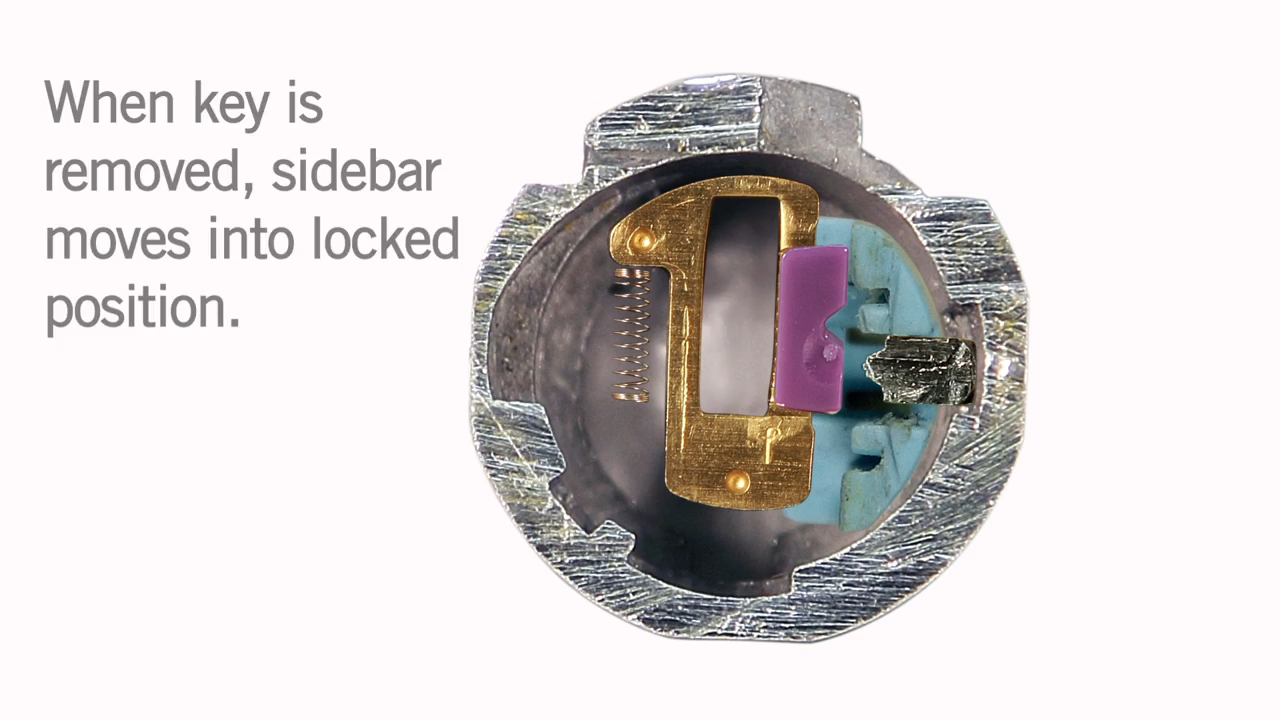 When key is
removed, sidebar
moves into locked
position.